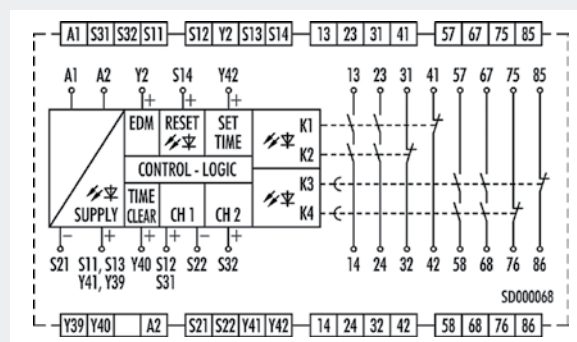 A1 S31 S32 S11 S12 Y2 S13 S14 13 23 31 41 57 67 75 85
A1 A2 Y2 S14 Y42 13 23 31 41 57 67 75 85
+ + +
EDM RESET SET TIME
K1
K2
CONTROL - LOGIC
K3
SUPPLY TIME CLEAR CH 1 CH 2
K4
− + + + − +
S21 S11, S13 Y40 S12 S22 S32 14 24 32 42 58 68 76 86
Y41, Y39 S31
SD000068
Y39 Y40 A2 S21 S22 Y41 Y42 14 24 32 42 58 68 76 86